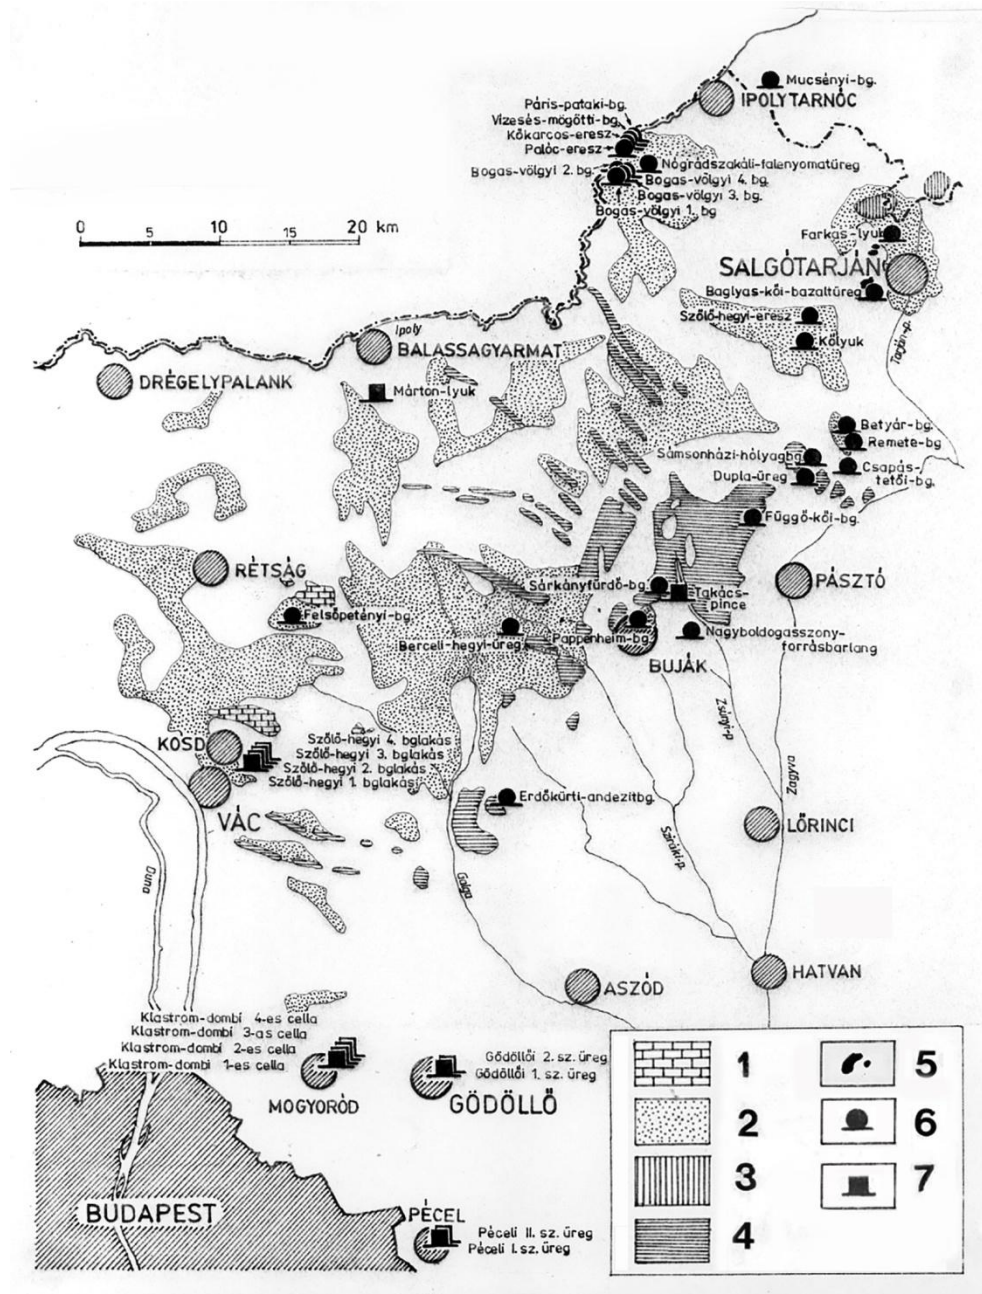 Mucsényi-bg.
IPOLYTARNÓC
Páris-pataki-bg.
Vízesés-mögötti-bg.
Kőkarcos-eresz
Palóc-eresz
Nógrádszakáli-falenyomatüreg
Bogas-völgyi 2. bg.
Bogas-völgyi 4. bg.
Bogas-völgyi 3. bg.
Bogas-völgyi 1. bg
0 5 10 15 20 km
Farkas-lyuk
SALGÓTARJÁN
Baglyas-kői-bazaltüreg
Szőlő-hegyi-eresz
Kőlyuk
Tarjáni-p.
Ipoly
BALASSAGYARMAT
DRÉGELYPALANK
Márton-lyuk
Betyár-bg.
Remete-bg
Sámsonházi-hólyagbg.
Csapás-
tetői-bg.
Dupla-üreg
Függő-kői-bg.
RÉTSÁG
PÁSZTÓ
Sárkányfürdő-bg.
Takács-
pince
Felsőpetényi-bg.
Berceli-hegyi-üreg
Pappenheim-bg.
Nagyboldogasszony-
forrásbarlang
BUJÁK
Zsúnyi-p.
Zagyva
KOSD
Szőlő-hegyi 4. bglakás
Szőlő-hegyi 3. bglakás
Szőlő-hegyi 2. bglakás
Szőlő-hegyi 1. bglakás
VÁC
Erdőkürti-andezitbg.
LŐRINCI
Sziráki-p.
Duna
Galga
ASZÓD
HATVAN
Klastrom-dombi 4-es cella
Klastrom-dombi 3-as cella
Klastrom-dombi 2-es cella
Klastrom-dombi 1-es cella
MOGYORÓD
Gödöllői 2. sz. üreg
Gödöllői 1. sz. üreg
GÖDÖLLŐ
BUDAPEST
PÉCEL
Péceli II. sz. üreg
Péceli I. sz. üreg
1
2
3
4
5
6
7